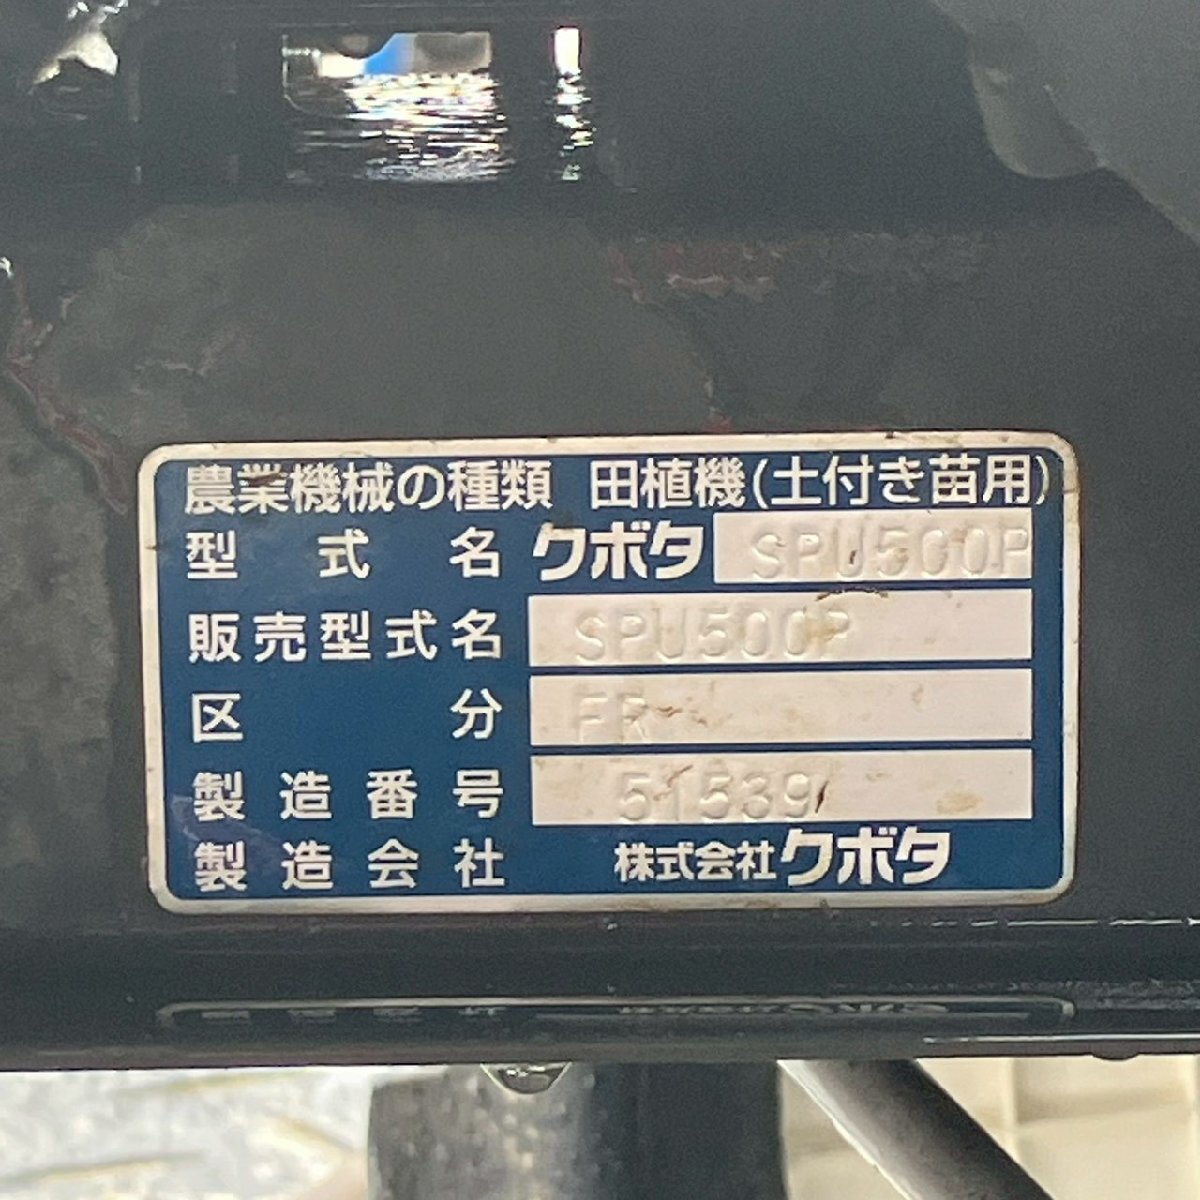 農業機械の種類 田植機(土付き苗用)
型式名 クボタ SPU500P
販売型式名 SPU500P
区分 FR
製造番号 51539
製造会社 株式会社クボタ